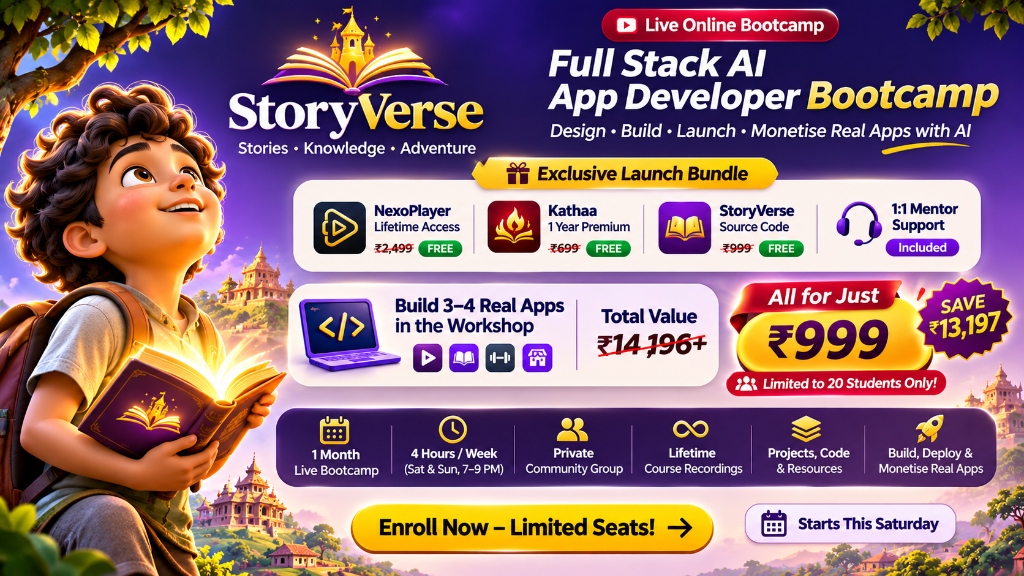 Live Online Bootcamp
StoryVerse
Stories • Knowledge • Adventure
Full Stack AI
App Developer Bootcamp
Design • Build • Launch • Monetise Real Apps with AI
Exclusive Launch Bundle
NexoPlayer
Lifetime Access
₹2,499 FREE
Kathaa
1 Year Premium
₹699 FREE
StoryVerse
Source Code
₹999 FREE
1:1 Mentor
Support
Included
Build 3–4 Real Apps
in the Workshop
Total Value
₹14,196+
All for Just
₹999
SAVE
₹13,197
Limited to 20 Students Only!
1 Month
Live Bootcamp
4 Hours / Week
(Sat & Sun, 7–9 PM)
Private
Community Group
Lifetime
Course Recordings
Projects, Code
& Resources
Build, Deploy &
Monetise Real Apps
Enroll Now – Limited Seats! →
Starts This Saturday